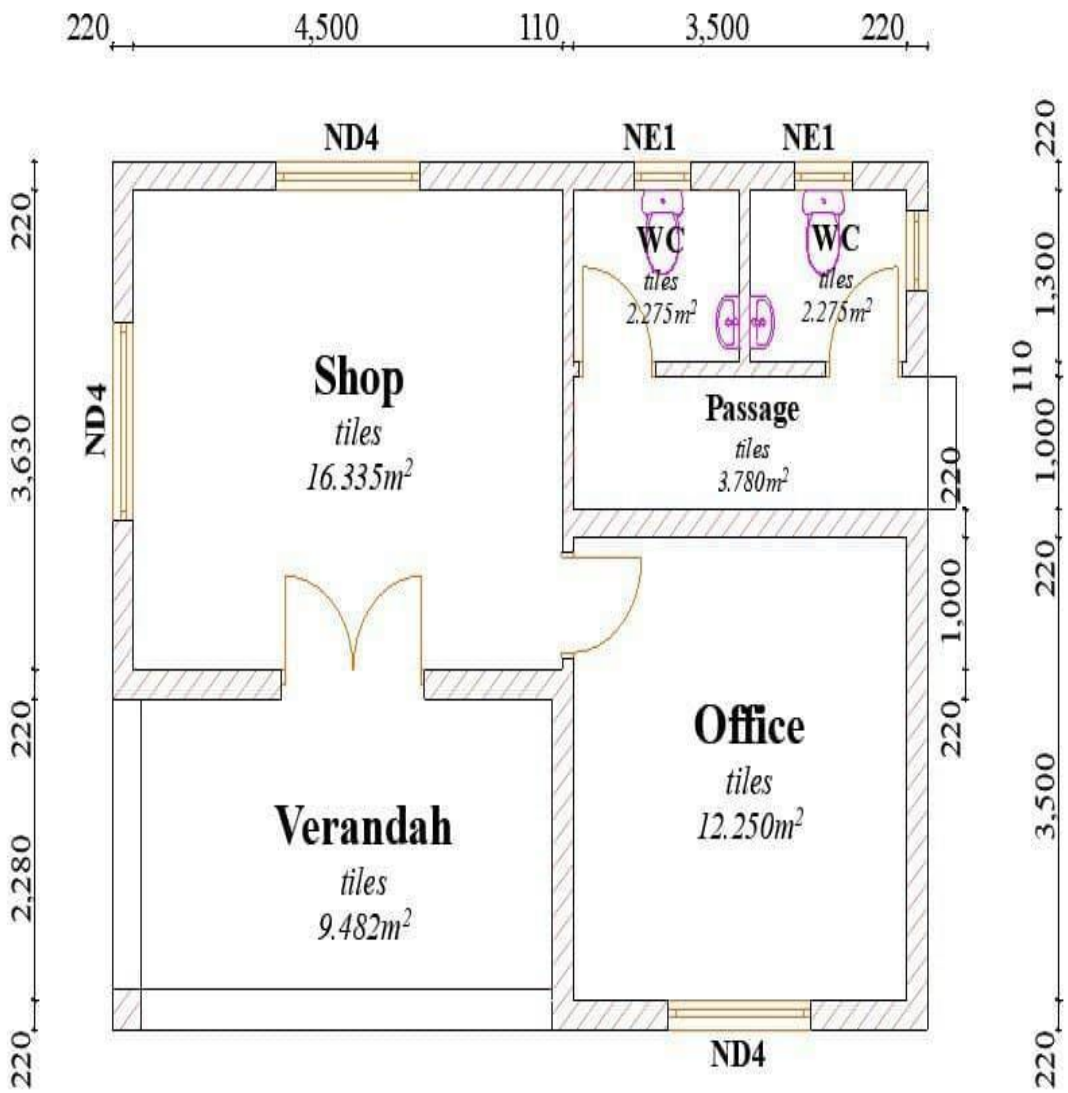 220 4,500 110 3,500 220
ND4 NE1 NE1
220
220
WC
tiles
2.275m²
WC
tiles
2.275m²
1,300
110
ND4
Shop
tiles
16.335m²
Passage
tiles
3.780m²
3,630
1,000
220
220
1,000
220
220
Office
tiles
12.250m²
3,500
Verandah
tiles
9.482m²
2,280
220
ND4
220